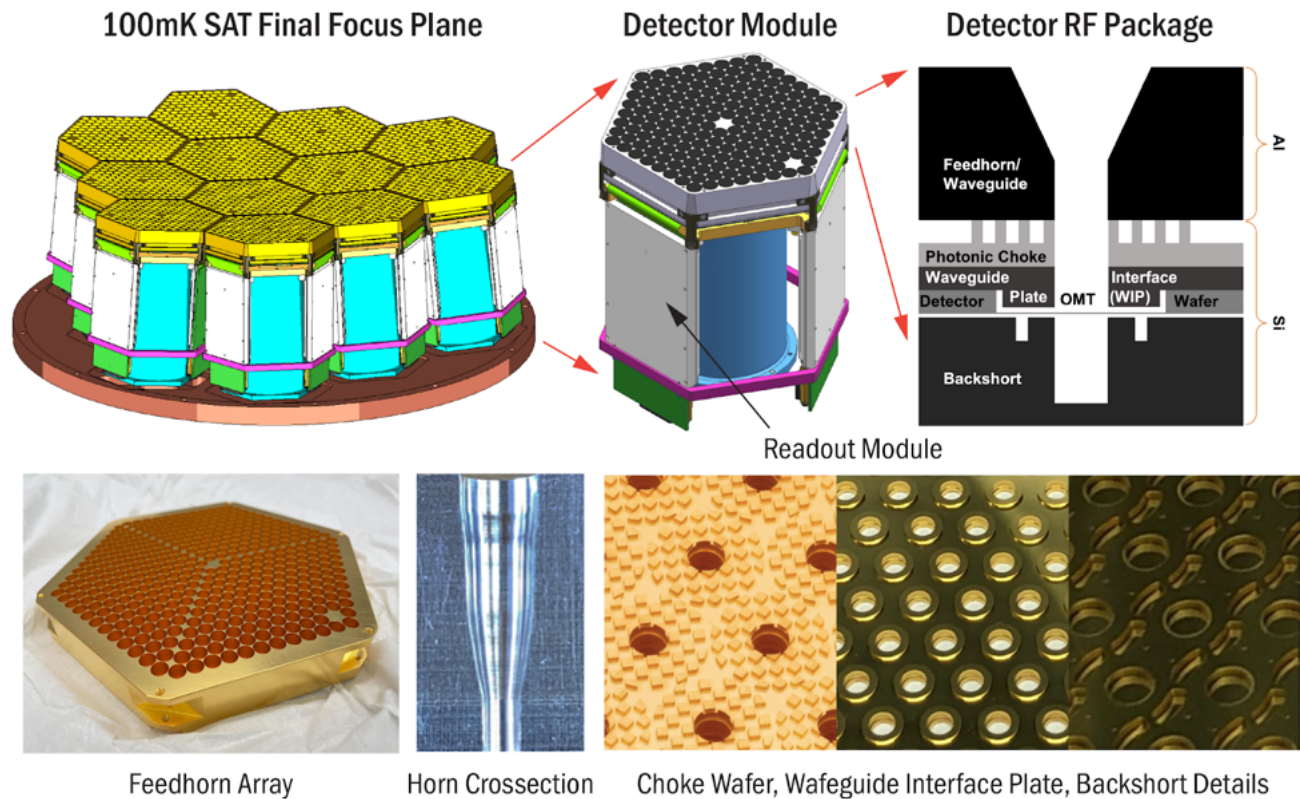 100mK SAT Final Focus Plane
Detector Module
Detector RF Package
Feedhorn/
Waveguide
Al
Photonic Choke
Waveguide
Interface
Detector
Plate
OMT
(WIP)
Wafer
Si
Backshort
Readout Module
Feedhorn Array
Horn Crossection
Choke Wafer, Wafeguide Interface Plate, Backshort Details